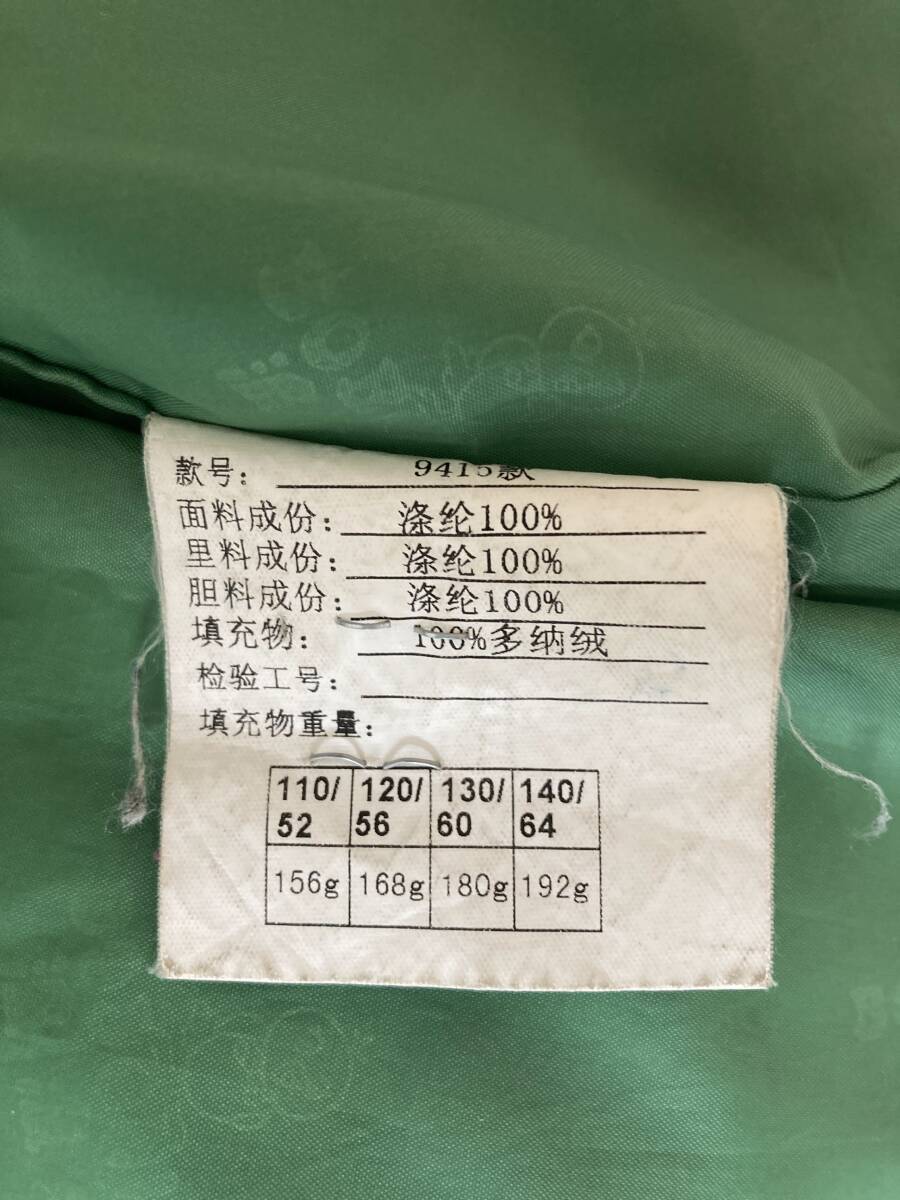 款号: 9415款
面料成份: 涤纶100%
里料成份: 涤纶100%
胆料成份: 涤纶100%
填充物: 100%多纳绒
检验工号:
填充物重量:
110/52 120/56 130/60 140/64
156g 168g 180g 192g